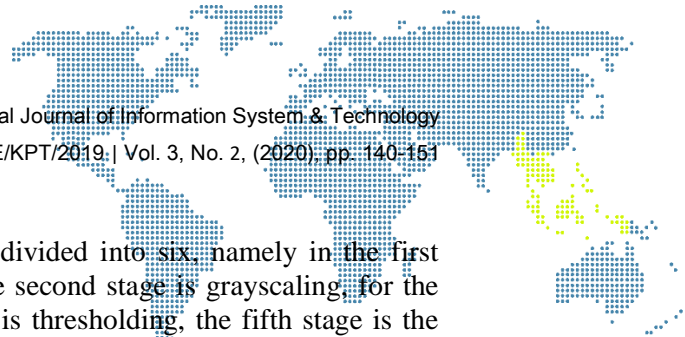 al Journal of Information System & Technology
E/KPT/2019 | Vol. 3, No. 2, (2020), pp. 140-151
divided into six, namely in the first
e second stage is grayscaling, for the
is thresholding, the fifth stage is the